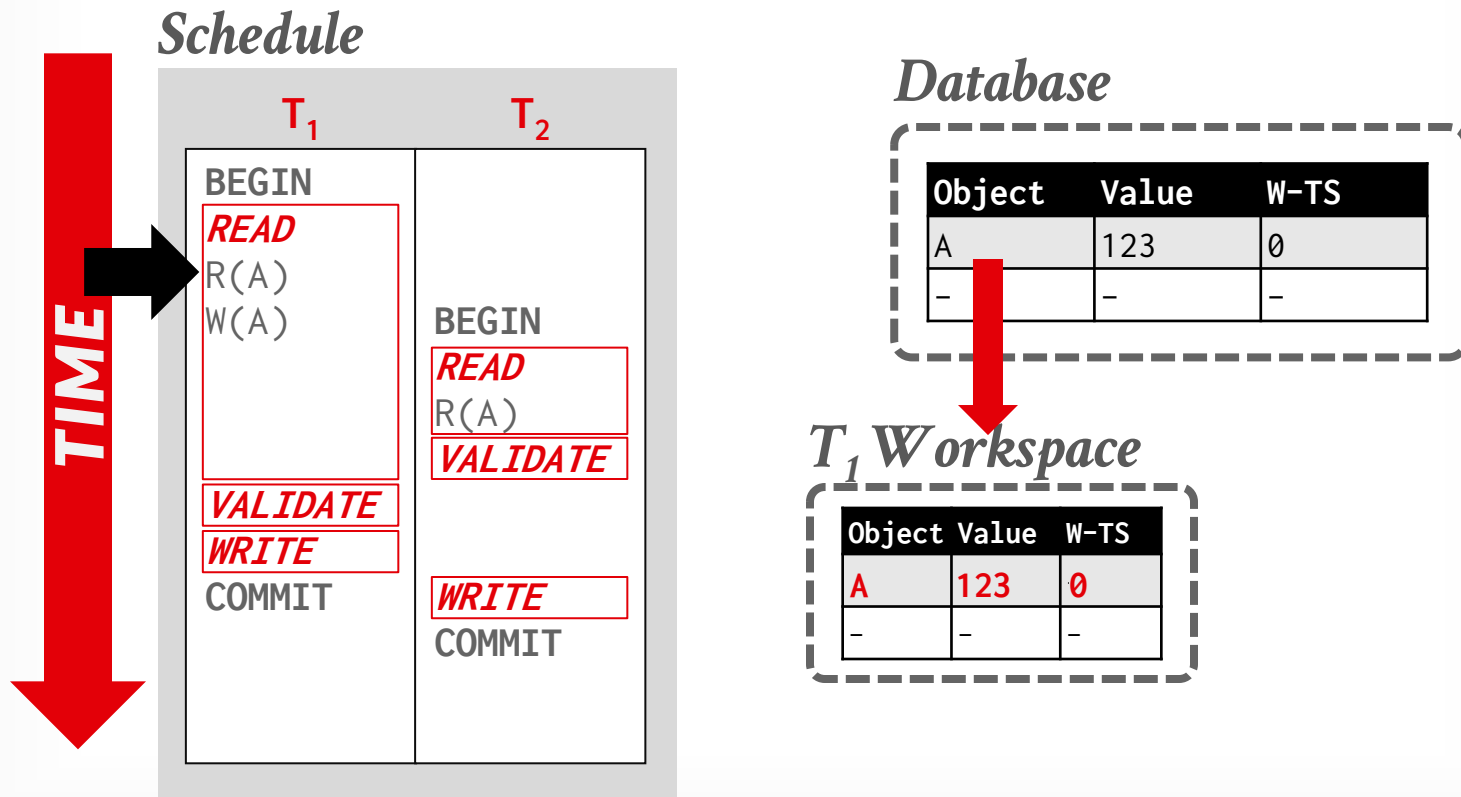 Schedule
TIME
T1 T2
BEGIN
READ
R(A)
W(A)
VALIDATE
WRITE
COMMIT
BEGIN
READ
R(A)
VALIDATE
WRITE
COMMIT
Database
Object Value W-TS
A 123 0
- - -
T1 Workspace
Object Value W-TS
A 123 0
- - -